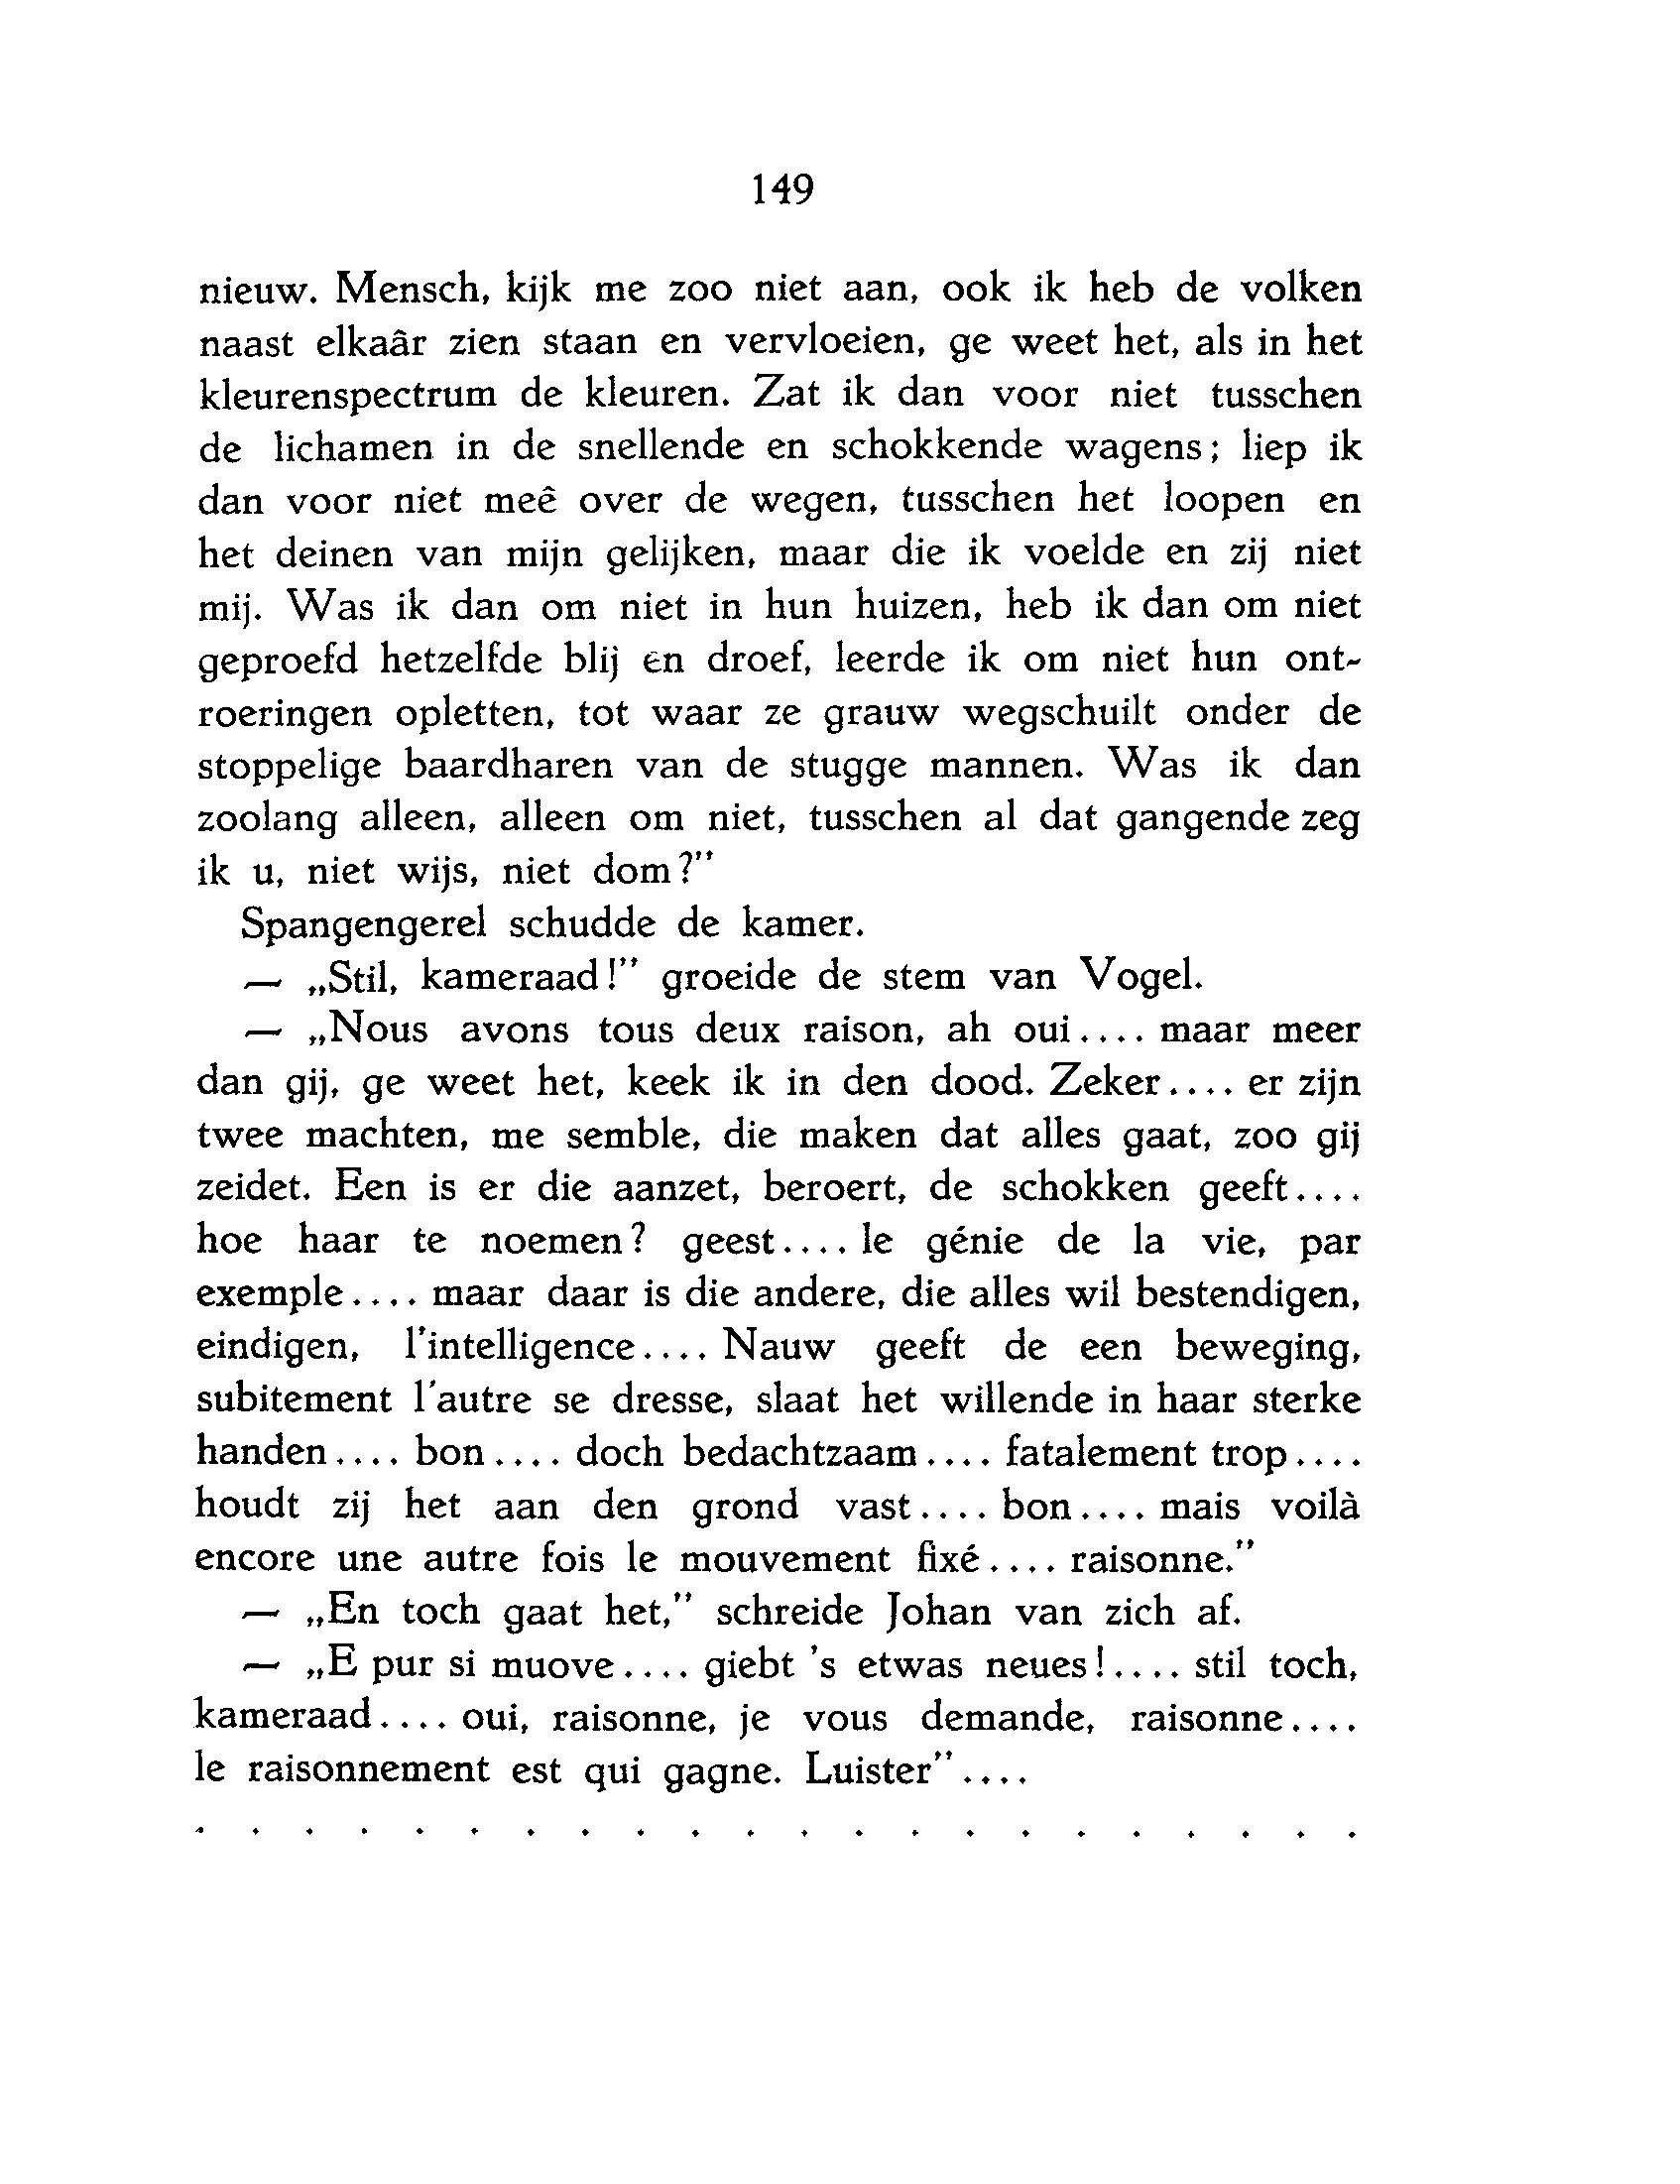 149
nieuw. Mensch, kijk me zoo niet aan, ook ik heb de volken
naast elkaâr zien staan en vervloeien, ge weet het, als in het
kleurenspectrum de kleuren. Zat ik dan voor niet tusschen
de lichamen in de snellende en schokkende wagens; liep ik
dan voor niet meê over de wegen, tusschen het loopen en
het deinen van mijn gelijken, maar die ik voelde en zij niet
mij. Was ik dan om niet in hun huizen, heb ik dan om niet
geproefd hetzelfde blij en droef, leerde ik om niet hun ont-
roeringen opletten, tot waar ze grauw wegschuilt onder de
stoppelige baardharen van de stugge mannen. Was ik dan
zoolang alleen, alleen om niet, tusschen al dat gangende zeg
ik u, niet wijs, niet dom?"
Spangengerel schudde de kamer.
— „Stil, kameraad!" groeide de stem van Vogel.
— „Nous avons tous deux raison, ah oui.... maar meer
dan gij, ge weet het, keek ik in den dood. Zeker.... er zijn
twee machten, me semble, die maken dat alles gaat, zoo gij
zeidet. Een is er die aanzet, beroert, de schokken geeft....
hoe haar te noemen? geest.... le génie de la vie, par
exemple.... maar daar is die andere, die alles wil bestendigen,
eindigen, l'intelligence.... Nauw geeft de een beweging,
subitement l'autre se dresse, slaat het willende in haar sterke
handen.... bon.... doch bedachtzaam.... fatalement trop....
houdt zij het aan den grond vast.... bon.... mais voilà
encore une autre fois le mouvement fixé.... raisonne."
— „En toch gaat het," schreide Johan van zich af.
— „E pur si muove.... giebt 's etwas neues!.... stil toch,
kameraad.... oui, raisonne, je vous demande, raisonne....
le raisonnement est qui gagne. Luister"....
. . . . . . . . . . . . . . . . . . . . . .